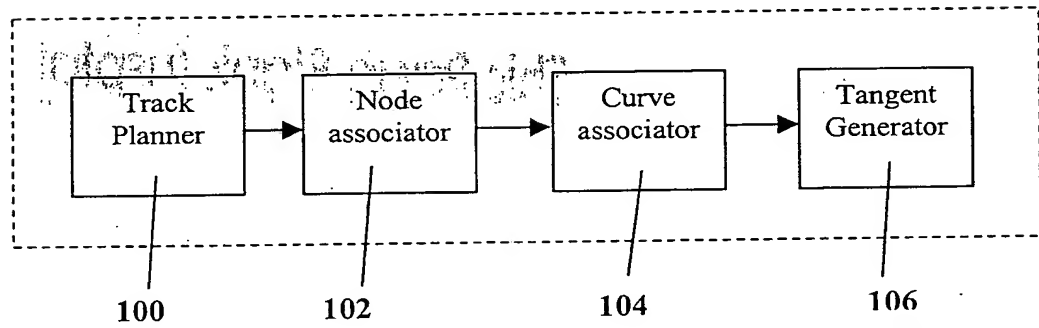 Track Planner
Node associator
Curve associator
Tangent Generator
100 102 104 106